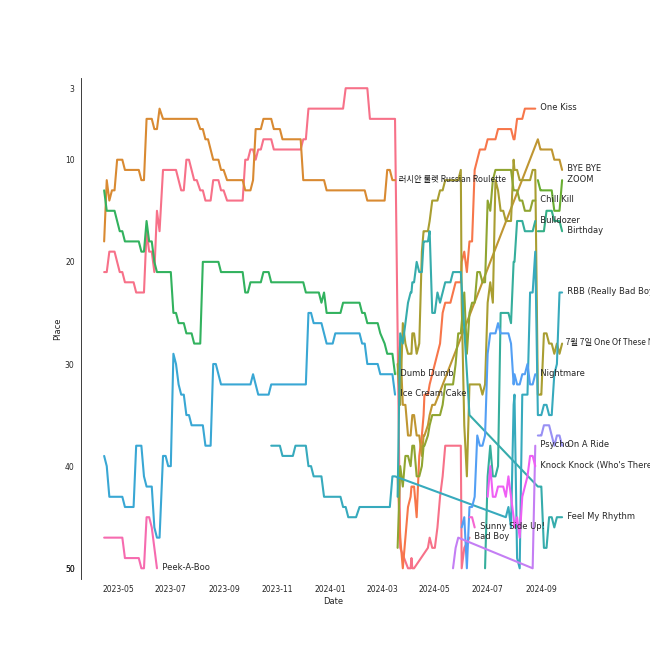 3
One Kiss
10
BYE BYE
러시안 룰렛 Russian Roulette
ZOOM
Chill Kill
Bulldozer
Birthday
20
RBB (Really Bad Boy
Place
30
7월 7일 One Of These
Dumb Dumb
Nightmare
Ice Cream Cake
40
Psycho
On A Ride
Knock Knock (Who's There
Feel My Rhythm
Sunny Side Up!
Bad Boy
50
Peek-A-Boo
2023-05
2023-07
2023-09
2023-11
2024-01
2024-03
2024-05
2024-07
2024-09
Date